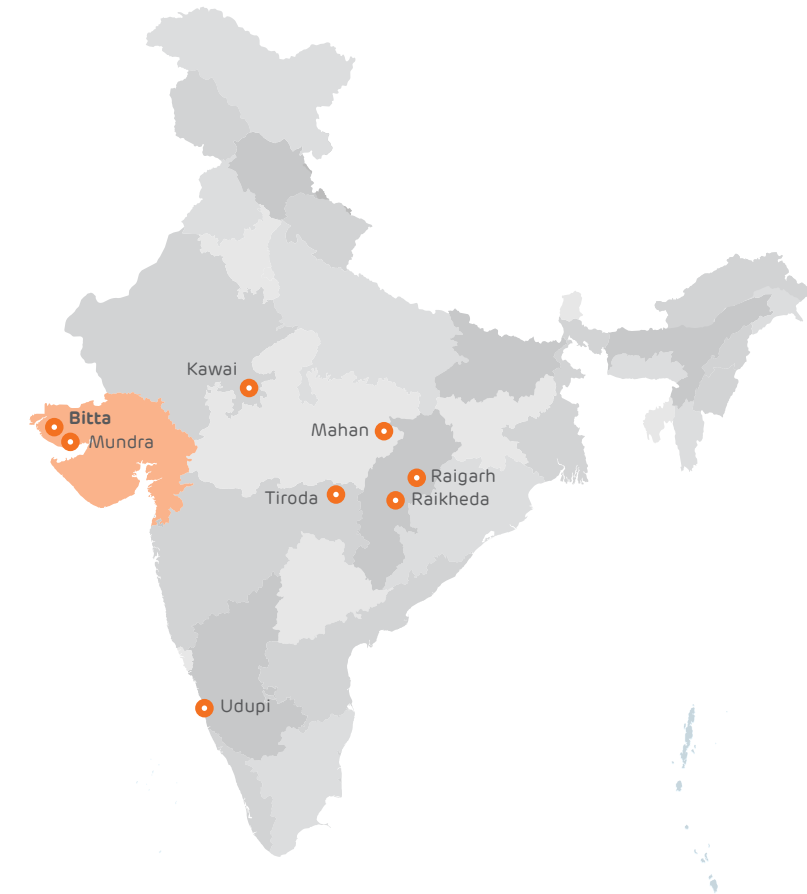 Kawai
Bitta
Mundra
Mahan
Raigarh
Tiroda
Raikheda
Udupi